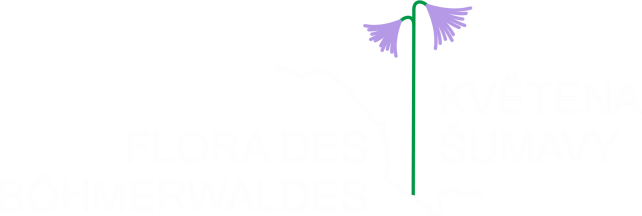 FLORA DES
BÖHMERWALDES
KVĚTENA
ŠUMAVY